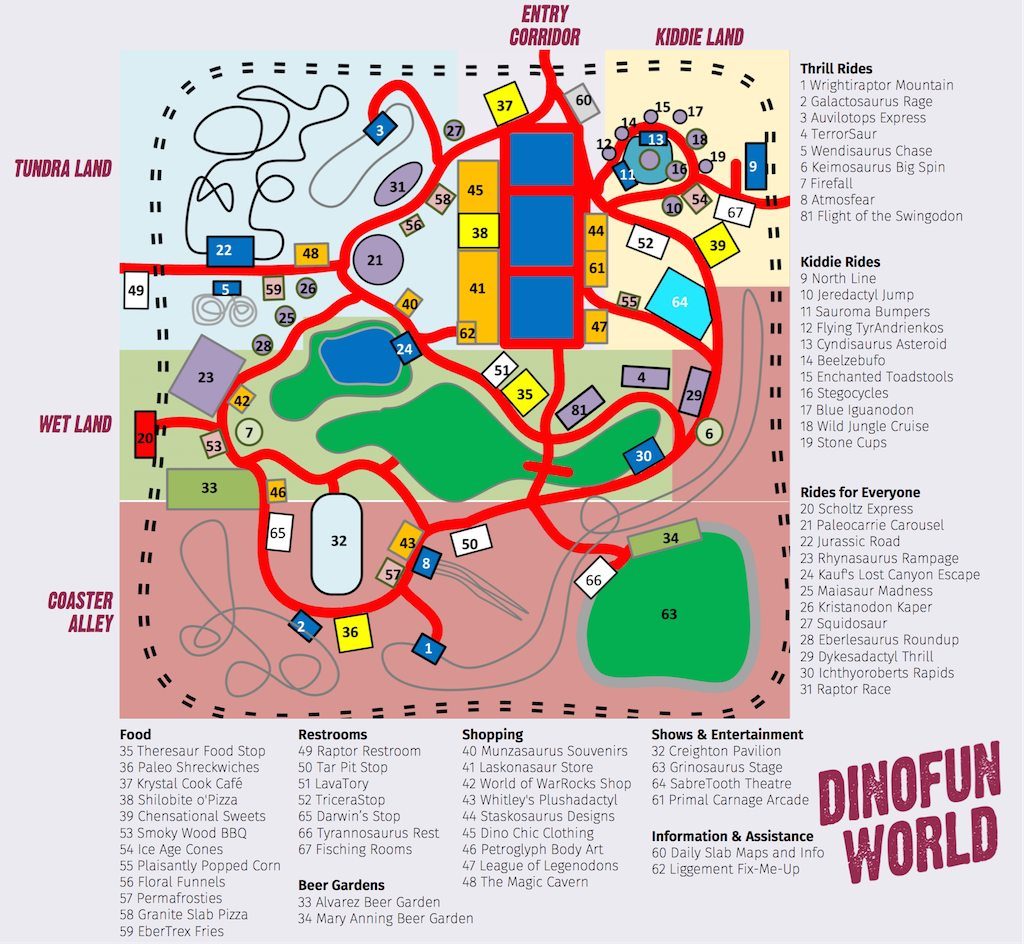 ENTRY
CORRIDOR
KIDDIE LAND
TUNDRA LAND
WET LAND
COASTER
ALLEY
37
60
3
27
15
17
14
18
12
13
19
9
11
16
10
54
67
31
58
45
56
38
44
52
39
22
48
21
61
49
5
59
26
40
41
55
64
25
62
47
28
24
23
51
4
42
35
81
29
20
53
7
6
30
33
46
65
32
43
50
34
57
8
66
63
2
36
1
Thrill Rides
1 Wrightiraptor Mountain
2 Galactosaurus Rage
3 Auvilotops Express
4 TerrorSaur
5 Wendisaurus Chase
6 Keimosaurus Big Spin
7 Firefall
8 Atmosfear
81 Flight of the Swingodon
Kiddie Rides
9 North Line
10 Jeredactyl Jump
11 Sauroma Bumpers
12 Flying TyrAndrienkos
13 Cyndisaurus Asteroid
14 Beelzebufo
15 Enchanted Toadstools
16 Stegocycles
17 Blue Iguanodon
18 Wild Jungle Cruise
19 Stone Cups
Rides for Everyone
20 Scholtz Express
21 Paleocarrie Carousel
22 Jurassic Road
23 Rhynasaurus Rampage
24 Kauf's Lost Canyon Escape
25 Maiasaur Madness
26 Kristanodon Kaper
27 Squidosaur
28 Eberlesaurus Roundup
29 Dykesadactyl Thrill
30 Ichthyoroberts Rapids
31 Raptor Race
Food
35 Theresaur Food Stop
36 Paleo Shreckwiches
37 Krystal Cook Café
38 Shilobite o'Pizza
39 Chensational Sweets
53 Smoky Wood BBQ
54 Ice Age Cones
55 Plaisantly Popped Corn
56 Floral Funnels
57 Permafrosties
58 Granite Slab Pizza
59 EberTrex Fries
Restrooms
49 Raptor Restroom
50 Tar Pit Stop
51 LavaTory
52 TriceraStop
65 Darwin's Stop
66 Tyrannosaurus Rest
67 Fisching Rooms
Beer Gardens
33 Alvarez Beer Garden
34 Mary Anning Beer Garden
Shopping
40 Munzasaurus Souvenirs
41 Laskonasaur Store
42 World of WarRocks Shop
43 Whitley's Plushadactyl
44 Staskosaurus Designs
45 Dino Chic Clothing
46 Petroglyph Body Art
47 League of Legenodons
48 The Magic Cavern
Shows & Entertainment
32 Creighton Pavilion
63 Grinosaurus Stage
64 SabreTooth Theatre
61 Primal Carnage Arcade
Information & Assistance
60 Daily Slab Maps and Info
62 Liggement Fix-Me-Up
DINOFUN
WORLD